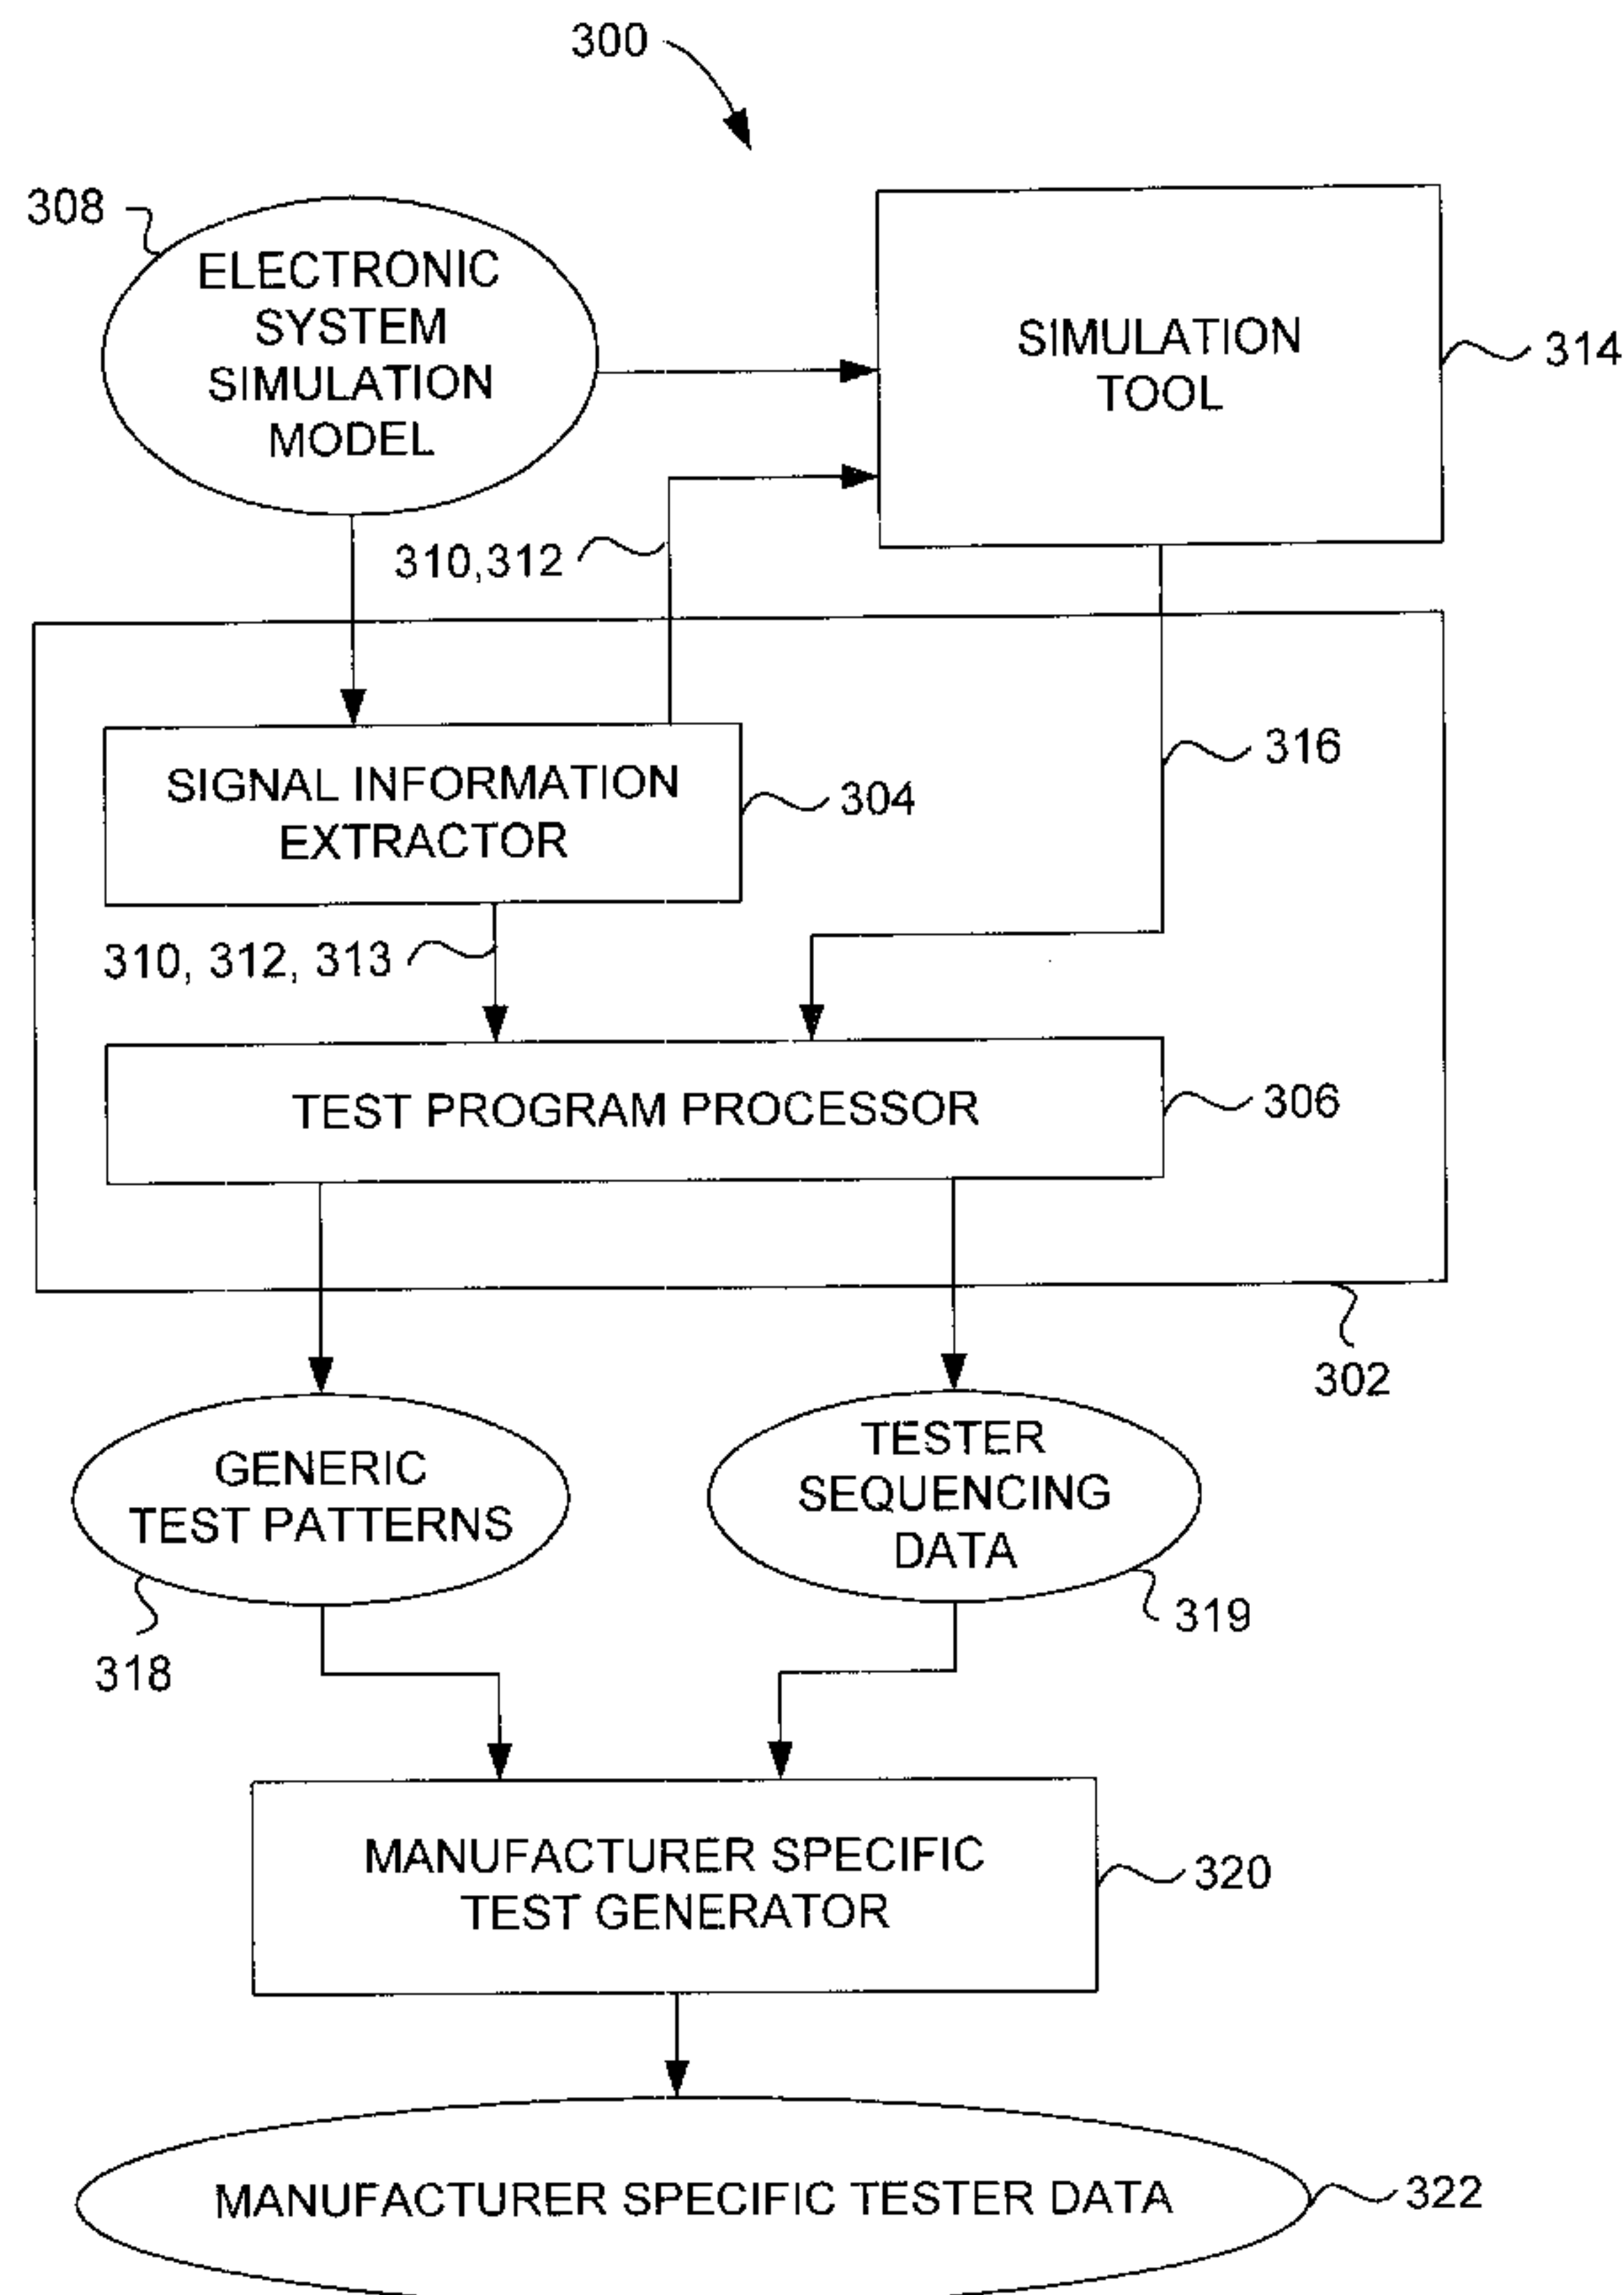 300
308
ELECTRONIC
SYSTEM
SIMULATION
MODEL
SIMULATION
TOOL
314
310,312
SIGNAL INFORMATION
EXTRACTOR
304
316
310, 312, 313
TEST PROGRAM PROCESSOR
306
302
GENERIC
TEST PATTERNS
318
TESTER
SEQUENCING
DATA
319
MANUFACTURER SPECIFIC
TEST GENERATOR
320
MANUFACTURER SPECIFIC TESTER DATA
322